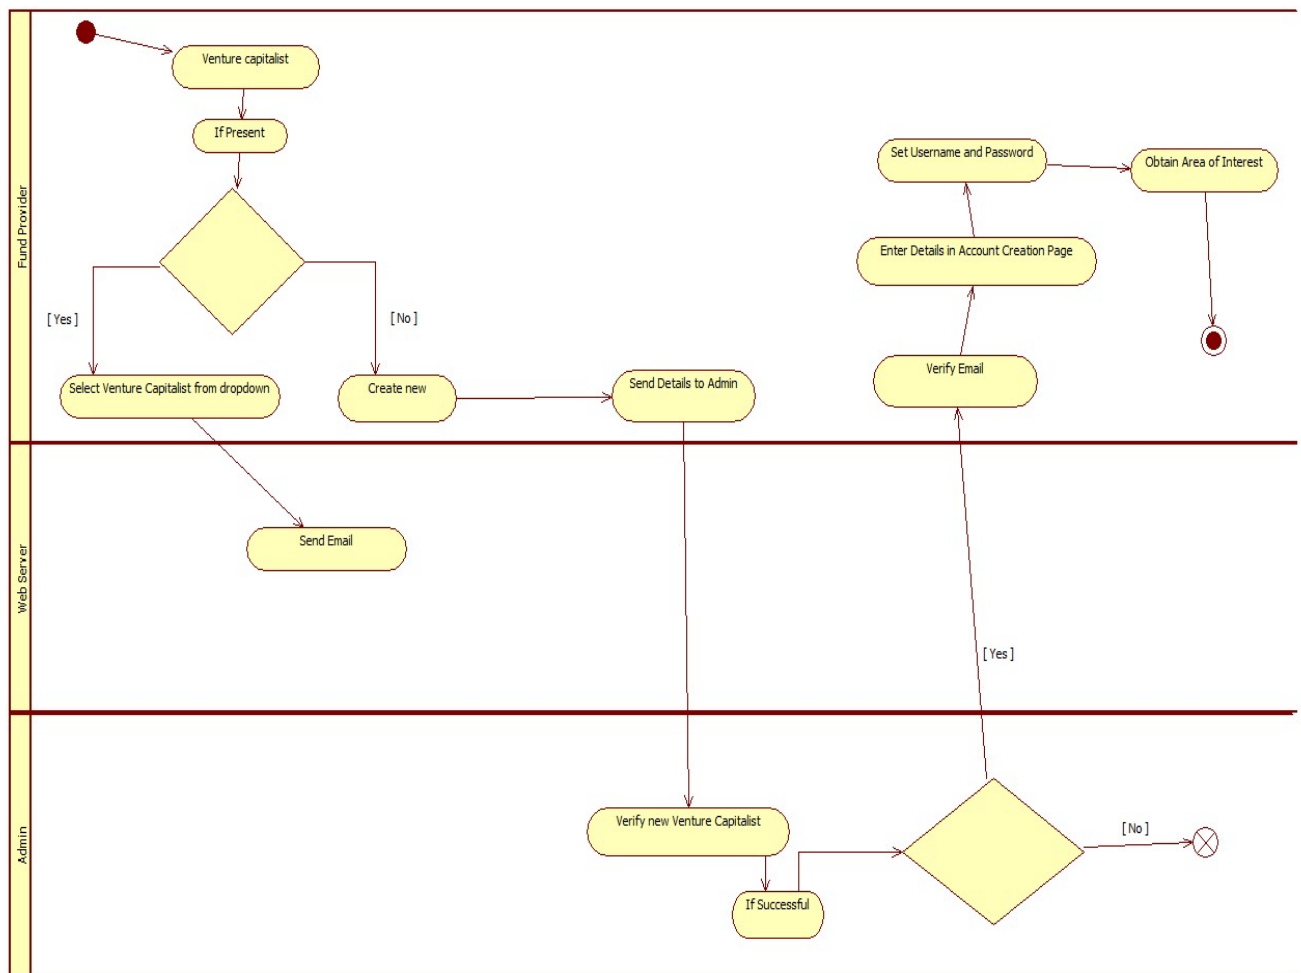 Fund Provider
Venture capitalist
If Present
[ Yes ]
[ No ]
Select Venture Capitalist from dropdown
Create new
Send Details to Admin
Set Username and Password
Obtain Area of Interest
Enter Details in Account Creation Page
Verify Email
Web Server
Send Email
[ Yes ]
Admin
Verify new Venture Capitalist
If Successful
[ No ]